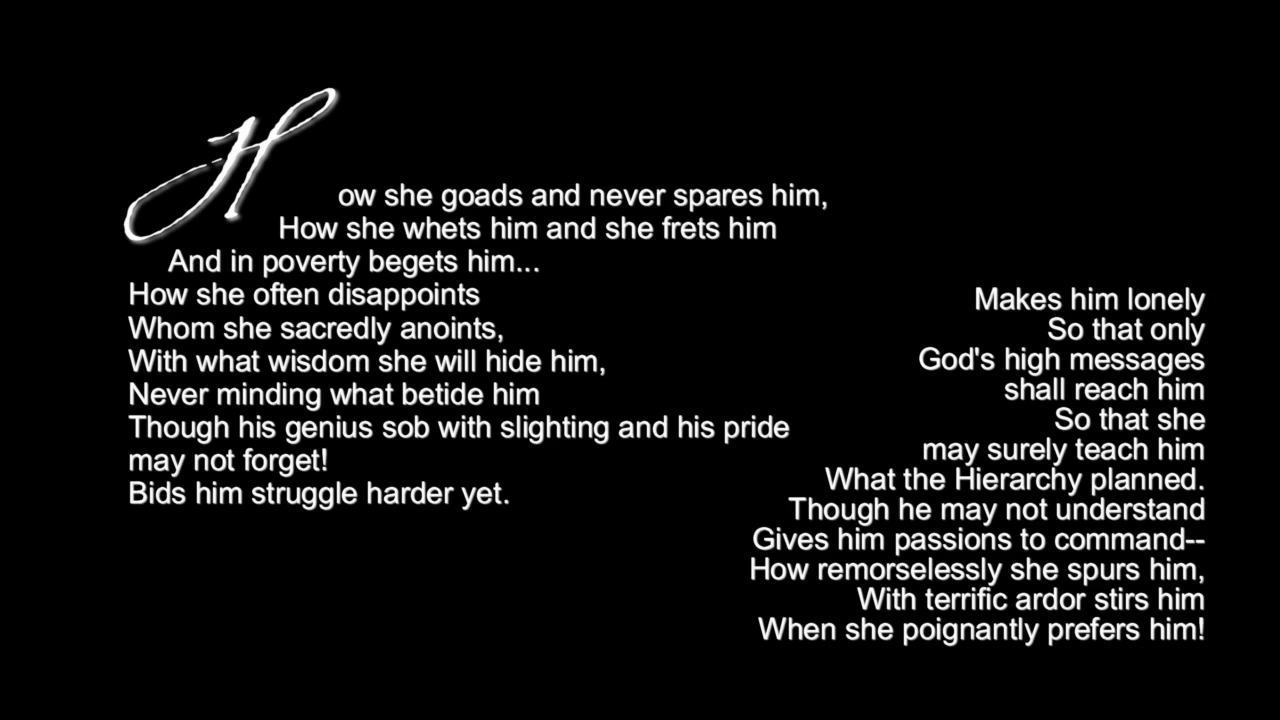 How she goads and never spares him,
How she whets him and she frets him
And in poverty begets him...
How she often disappoints
Whom she sacredly anoints,
With what wisdom she will hide him,
Never minding what betide him
Though his genius sob with slighting and his pride
may not forget!
Bids him struggle harder yet.
Makes him lonely
So that only
God's high messages
shall reach him
So that she
may surely teach him
What the Hierarchy planned.
Though he may not understand
Gives him passions to command--
How remorselessly she spurs him,
With terrific ardor stirs him
When she poignantly prefers him!